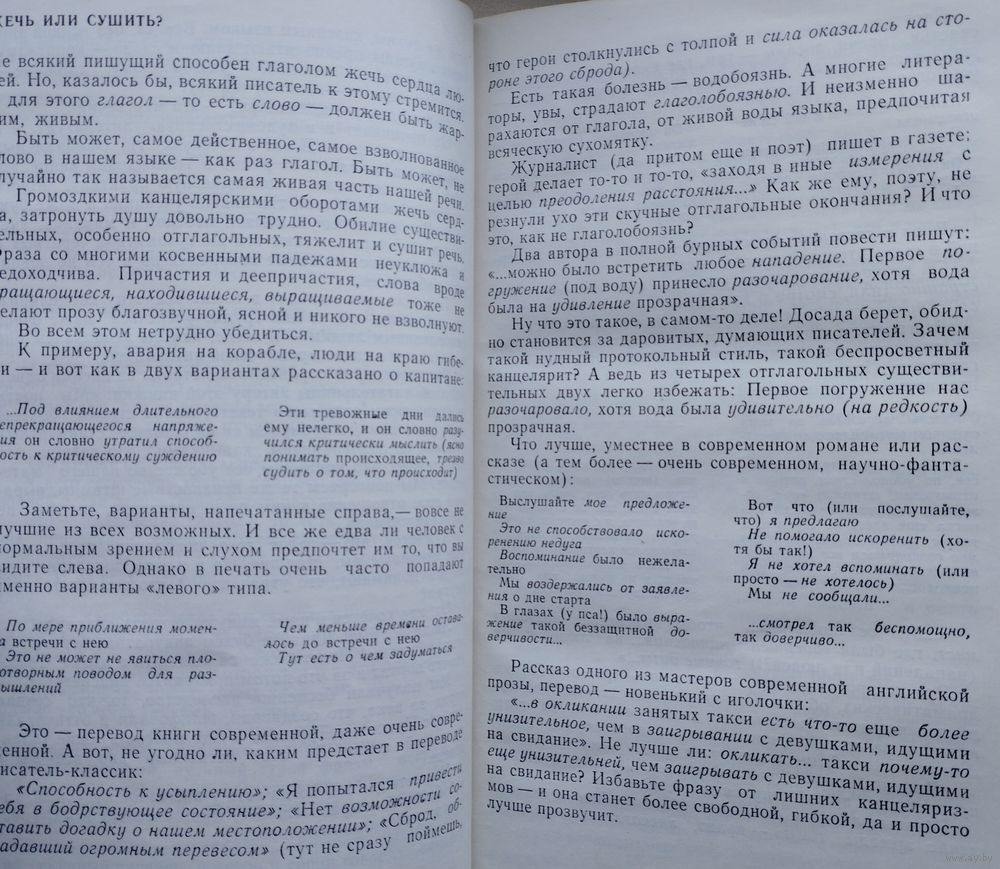 ЖЕЧЬ ИЛИ СУШИТЬ?
е всякий пишущий способен глаголом жечь сердца лю-
ей. Но, казалось бы, всякий писатель к этому стремится.
для этого глагол — то есть слово — должен быть жар-
им, живым.
Быть может, самое действенное, самое взволнованное
лово в нашем языке — как раз глагол. Быть может, не
лучайно так называется самая живая часть нашей речи.
Громоздкими канцелярскими оборотами жечь серд-
а, затронуть душу довольно трудно. Обилие существи-
ельных, особенно отглагольных, тяжелит и сушит речь.
Фраза со многими косвенными падежами неуклюжа и
едоходчива. Причастия и деепричастия, слова вроде
ращающиеся, находившиеся, выращиваемые тоже не
елают прозу благозвучной, ясной и никого не взволнуют.
Во всем этом нетрудно убедиться.
К примеру, авария на корабле, люди на краю гибе-
и — и вот как в двух вариантах рассказано о капитане:
...Под влиянием длительного
епрекращающегося напряже-
ия он словно утратил способ-
ость к критическому суждению
Эти тревожные дни дались
ему нелегко, и он словно разу-
чился критически мыслить (ясно
понимать происходящее, трезво
судить о том, что происходит)
Заметьте, варианты, напечатанные справа,— вовсе не
лучшие из всех возможных. И все же едва ли человек с
нормальным зрением и слухом предпочтет им то, что вы
видите слева. Однако в печать очень часто попадают
именно варианты «левого» типа.
По мере приближения момен-
а встречи с нею
Это не может не явиться пло-
отворным поводом для раз-
мышлений
Чем меньше времени остава-
лось до встречи с нею
Тут есть о чем задуматься
Это — перевод книги современной, даже очень совре-
менной. А вот, не угодно ли, каким предстает в переводе
писатель-классик:
«Способность к усыплению»; «Я попытался привести
себя в бодрствующее состояние»; «Нет возможности со-
ставить догадку о нашем местоположении»; «Сброд, об-
ладавший огромным перевесом» (тут не сразу поймешь,
что герои столкнулись с толпой и сила оказалась на сто-
роне этого сброда).
Есть такая болезнь — водобоязнь. А многие литера-
торы, увы, страдают глаголобоязнью. И неизменно ша-
рахаются от глагола, от живой воды языка, предпочитая
всяческую сухомятку.
Журналист (да притом еще и поэт) пишет в газете:
герой делает то-то и то-то, «заходя в иные измерения с
целью преодоления расстояния...» Как же ему, поэту, не
резнули ухо эти скучные отглагольные окончания? И что
это, как не глаголобоязнь?
Два автора в полной бурных событий повести пишут:
«...можно было встретить любое нападение. Первое по-
гружение (под воду) принесло разочарование, хотя вода
была на удивление прозрачная».
Ну что это такое, в самом-то деле! Досада берет, обид-
но становится за даровитых, думающих писателей. Зачем
такой нудный протокольный стиль, такой беспросветный
канцелярит? А ведь из четырех отглагольных существи-
тельных двух легко избежать: Первое погружение нас
разочаровало, хотя вода была удивительно (на редкость)
прозрачная.
Что лучше, уместнее в современном романе или рас-
сказе (а тем более — очень современном, научно-фанта-
стическом):
Выслушайте мое предложе-
ние
Это не способствовало иско-
ренению недуга
Воспоминание было нежела-
тельно
Мы воздержались от заявле-
ния о дне старта
В глазах (у пса!) было выра-
жение такой беззащитной до-
верчивости...
Вот что (или послушайте,
что) я предлагаю
Не помогало искоренить (хо-
тя бы так!)
Я не хотел вспоминать (или
просто — не хотелось)
Мы не сообщали...
...смотрел так беспомощно,
так доверчиво...
Рассказ одного из мастеров современной английской
прозы, перевод — новенький с иголочки:
«...в окликании занятых такси есть что-то еще более
унизительное, чем в заигрывании с девушками, идущими
на свидание». Не лучше ли: окликать... такси почему-то
еще унизительней, чем заигрывать с девушками, идущими
на свидание? Избавьте фразу от лишних канцеляриз-
мов — и она станет более свободной, гибкой, да и просто
лучше прозвучит.
www.ay.by